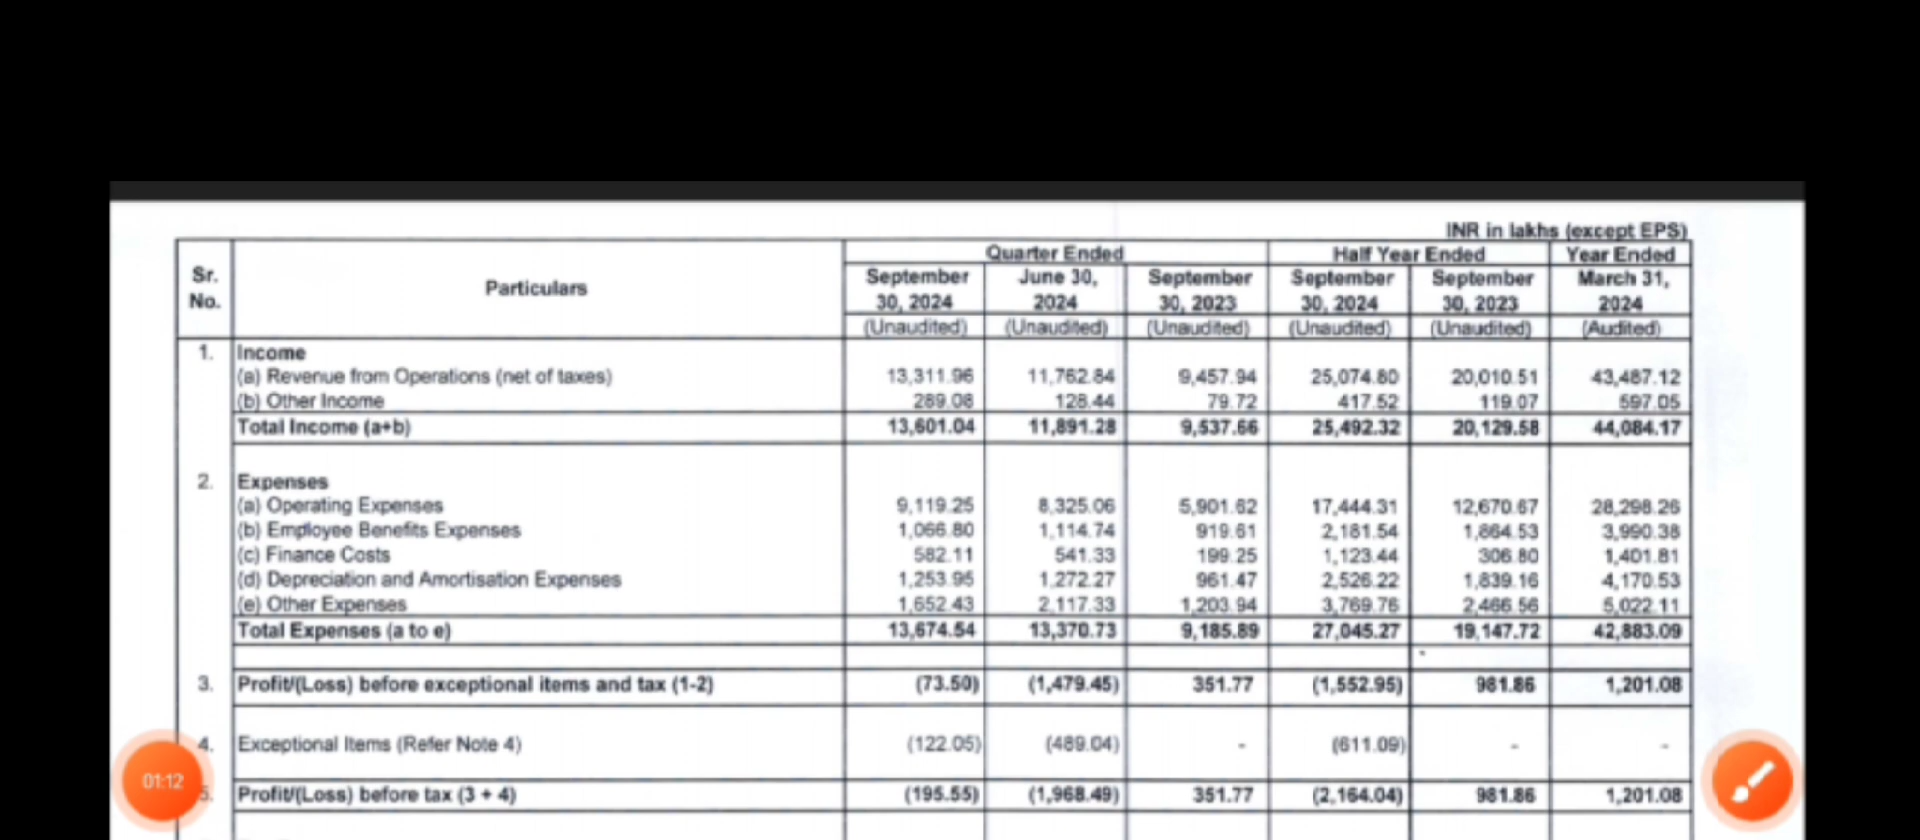 INR in lakhs (except EPS)
Sr. No. Particulars Quarter Ended Half Year Ended Year Ended
September 30, 2024 June 30, 2024 September 30, 2023 September 30, 2024 September 30, 2023 March 31, 2024
(Unaudited) (Unaudited) (Unaudited) (Unaudited) (Unaudited) (Audited)
1. Income
(a) Revenue from Operations (net of taxes) 13,311.96 11,762.84 9,457.94 25,074.80 20,010.51 43,487.12
(b) Other Income 289.08 128.44 79.72 417.52 119.07 597.05
Total Income (a+b) 13,601.04 11,891.28 9,537.66 25,492.32 20,129.58 44,084.17
2. Expenses
(a) Operating Expenses 9,119.25 8,325.06 5,901.62 17,444.31 12,670.67 28,298.26
(b) Employee Benefits Expenses 1,066.80 1,114.74 919.61 2,181.54 1,864.53 3,990.38
(c) Finance Costs 582.11 541.33 199.25 1,123.44 306.80 1,401.81
(d) Depreciation and Amortisation Expenses 1,253.95 1,272.27 961.47 2,526.22 1,839.16 4,170.53
(e) Other Expenses 1,652.43 2,117.33 1,203.94 3,769.76 2,466.56 5,022.11
Total Expenses (a to e) 13,674.54 13,370.73 9,185.89 27,045.27 19,147.72 42,883.09
3. Profit/(Loss) before exceptional items and tax (1-2) (73.50) (1,479.45) 351.77 (1,552.95) 981.86 1,201.08
4. Exceptional Items (Refer Note 4) (122.05) (489.04) - (611.09) - -
5. Profit/(Loss) before tax (3 + 4) (195.55) (1,968.49) 351.77 (2,164.04) 981.86 1,201.08
01:12